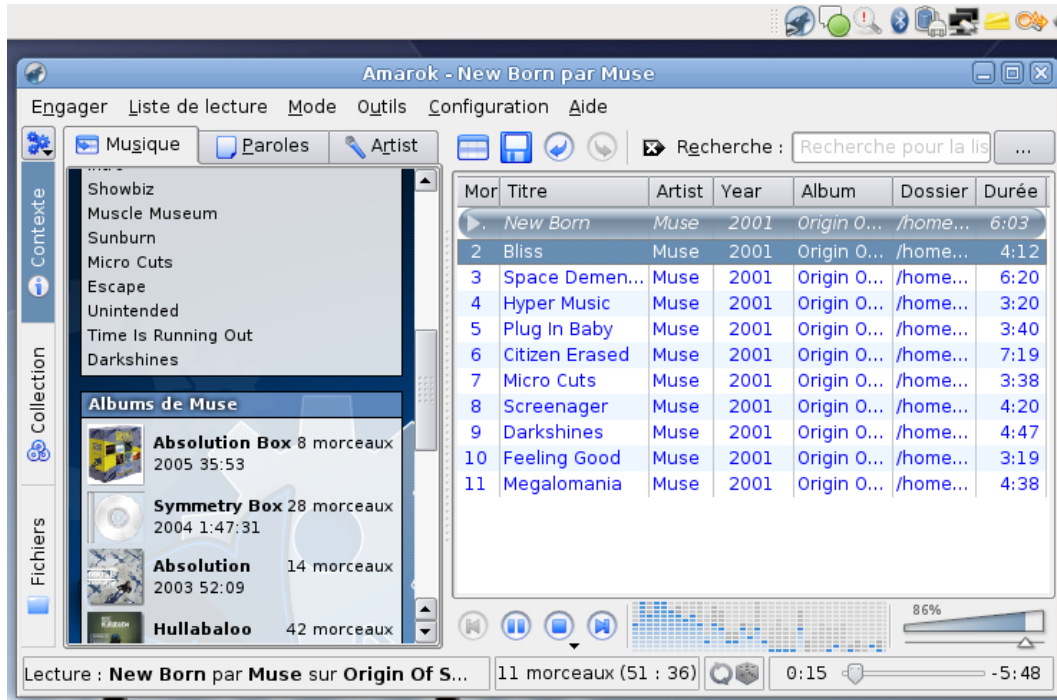 Amarok - New Born par Muse
Engager Liste de lecture Mode Outils Configuration Aide
Musique Paroles Artist
Recherche : Recherche pour la lis ...
Contexte
Collection
Fichiers
Showbiz
Muscle Museum
Sunburn
Micro Cuts
Escape
Unintended
Time Is Running Out
Darkshines
Albums de Muse
Absolution Box 8 morceaux
2005 35:53
Symmetry Box 28 morceaux
2004 1:47:31
Absolution 14 morceaux
2003 52:09
Hullabaloo 42 morceaux
Mor Titre Artist Year Album Dossier Durée
New Born Muse 2001 Origin O... /home... 6:03
2 Bliss Muse 2001 Origin O... /home... 4:12
3 Space Demen... Muse 2001 Origin O... /home... 6:20
4 Hyper Music Muse 2001 Origin O... /home... 3:20
5 Plug In Baby Muse 2001 Origin O... /home... 3:40
6 Citizen Erased Muse 2001 Origin O... /home... 7:19
7 Micro Cuts Muse 2001 Origin O... /home... 3:38
8 Screenager Muse 2001 Origin O... /home... 4:20
9 Darkshines Muse 2001 Origin O... /home... 4:47
10 Feeling Good Muse 2001 Origin O... /home... 3:19
11 Megalomania Muse 2001 Origin O... /home... 4:38
86%
Lecture : New Born par Muse sur Origin Of S...
11 morceaux (51 : 36)
0:15 -5:48